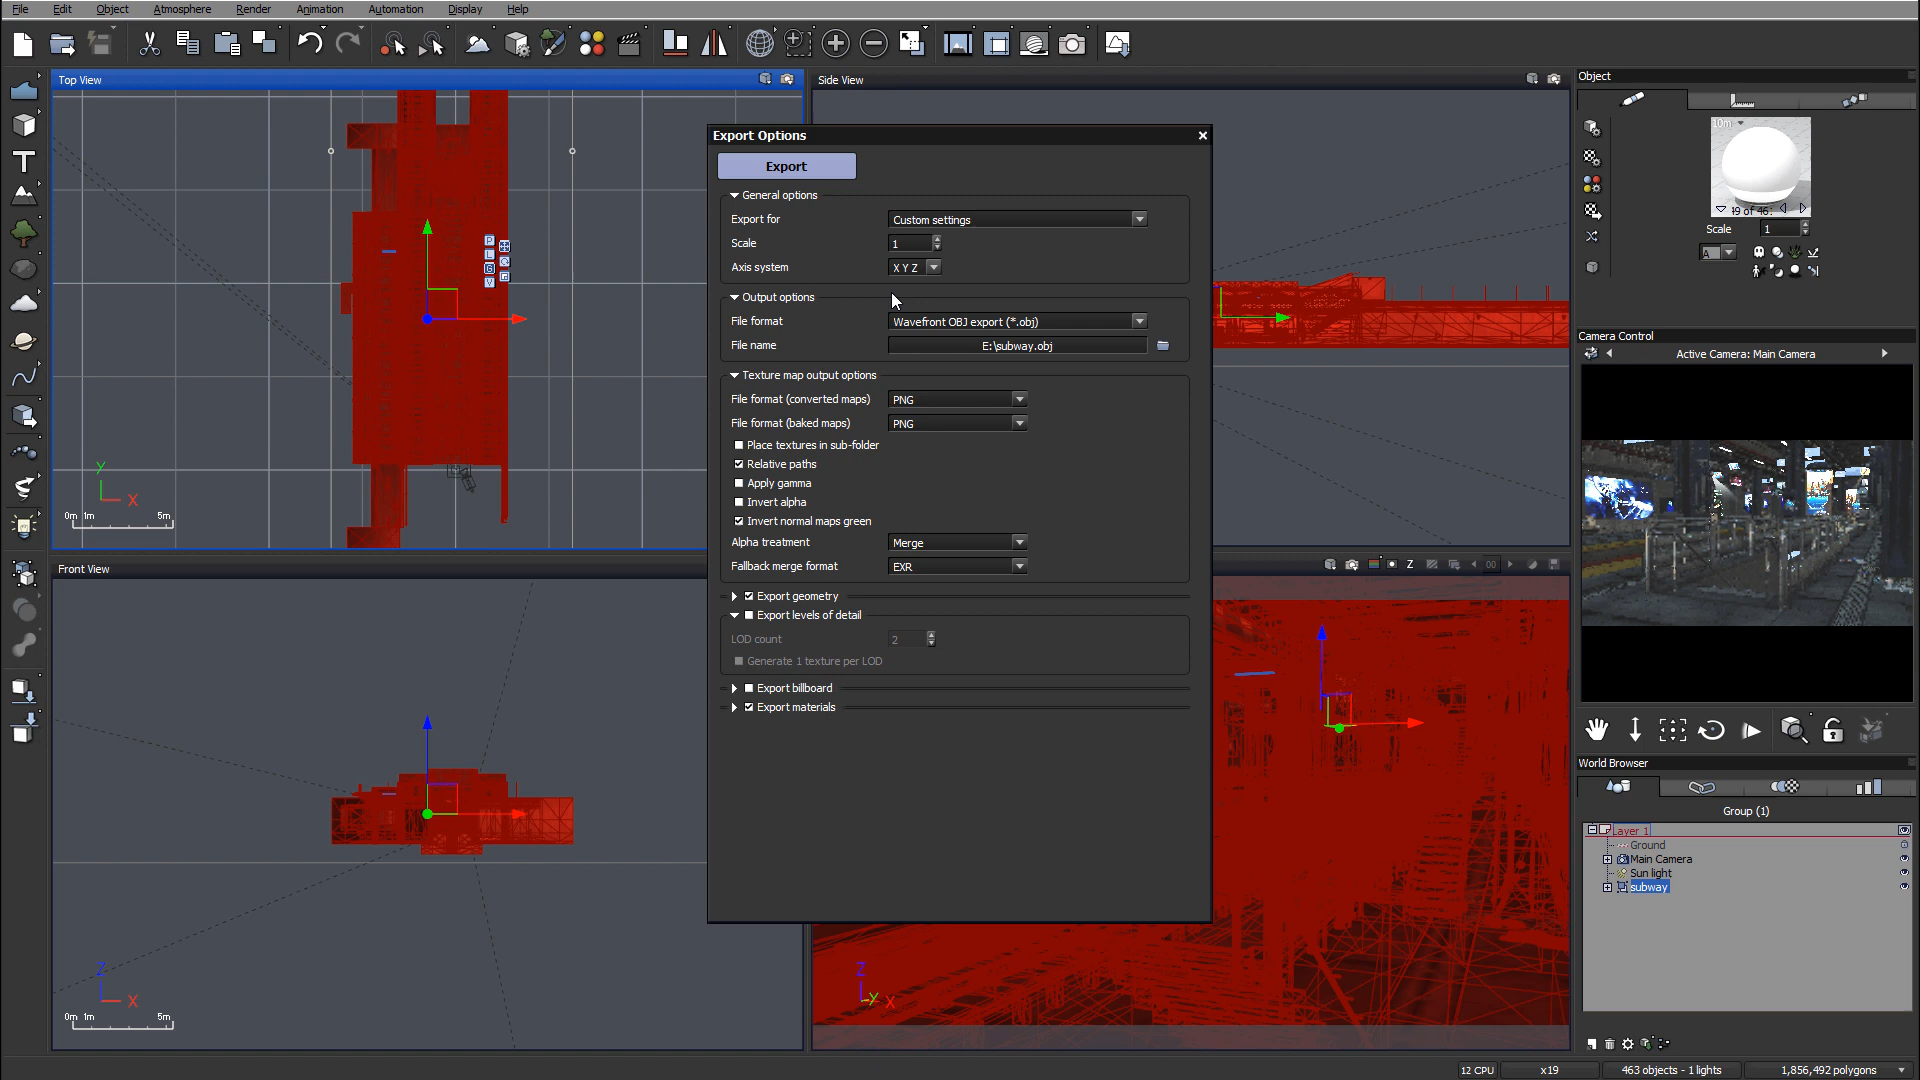 File Edit Object Atmosphere Render Animation Automation Display Help
Top View
Side View
Object
Export Options
Export
General options
Export for Custom settings
Scale 1
Axis system X Y Z
Output options
File format Wavefront OBJ export (*.obj)
File name E:\subway.obj
Texture map output options
File format (converted maps) PNG
File format (baked maps) PNG
Place textures in sub-folder
Relative paths
Apply gamma
Invert alpha
Invert normal maps green
Alpha treatment Merge
Fallback merge format EXR
Export geometry
Export levels of detail
LOD count 2
Generate 1 texture per LOD
Export billboard
Export materials
P
L
G
V
Y
X
0m 1m 5m
Front View
Z
X
0m 1m 5m
Z
00
Z
Y X
10m
Scale 1
A
Camera Control
Active Camera: Main Camera
World Browser
Group (1)
Layer 1
Ground
Main Camera
Sun light
subway
12 CPU x19 463 objects - 1 lights 1,856,492 polygons